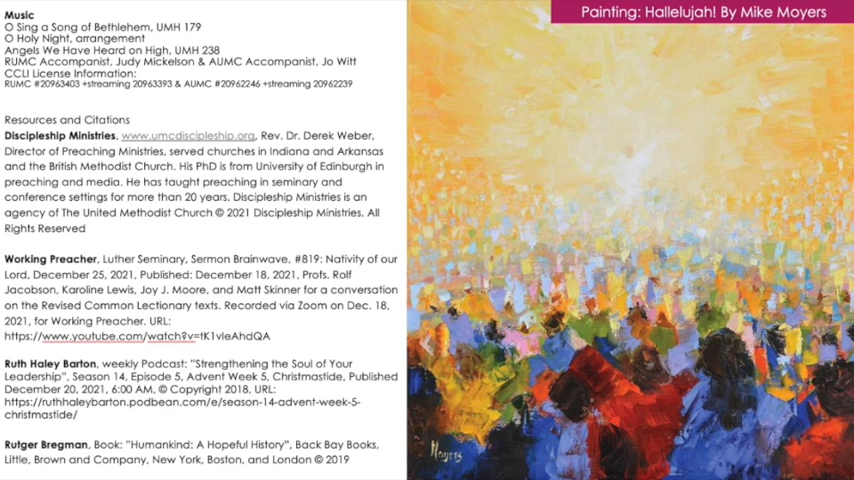 Music
O Sing a Song of Bethlehem, UMH 179
O Holy Night, arrangement
Angels We Have Heard on High, UMH 238
RUMC Accompanist, Judy Mickelson & AUMC Accompanist, Jo Witt
CCLI License Information:
RUMC #20963403 +streaming 20963393 & AUMC #20962246 +streaming 20962239
Resources and Citations
Discipleship Ministries, www.umcdiscipleship.org, Rev. Dr. Derek Weber,
Director of Preaching Ministries, served churches in Indiana and Arkansas
and the British Methodist Church. His PhD is from University of Edinburgh in
preaching and media. He has taught preaching in seminary and
conference settings for more than 20 years. Discipleship Ministries is an
agency of The United Methodist Church © 2021 Discipleship Ministries. All
Rights Reserved
Working Preacher, Luther Seminary, Sermon Brainwave, #819: Nativity of our
Lord, December 25, 2021, Published: December 18, 2021, Profs. Rolf
Jacobson, Karoline Lewis, Joy J. Moore, and Matt Skinner for a conversation
on the Revised Common Lectionary texts. Recorded via Zoom on Dec. 18,
2021, for Working Preacher. URL:
https://www.youtube.com/watch?v=tK1vIeAhdQA
Ruth Haley Barton, weekly Podcast: "Strengthening the Soul of Your
Leadership", Season 14, Episode 5, Advent Week 5, Christmastide, Published
December 20, 2021, 6:00 AM, © Copyright 2018, URL:
https://ruthhaleybarton.podbean.com/e/season-14-advent-week-5-
christmastide/
Rutger Bregman, Book: "Humankind: A Hopeful History", Back Bay Books,
Little, Brown and Company, New York, Boston, and London © 2019
Painting: Hallelujah! By Mike Moyers
Moyers